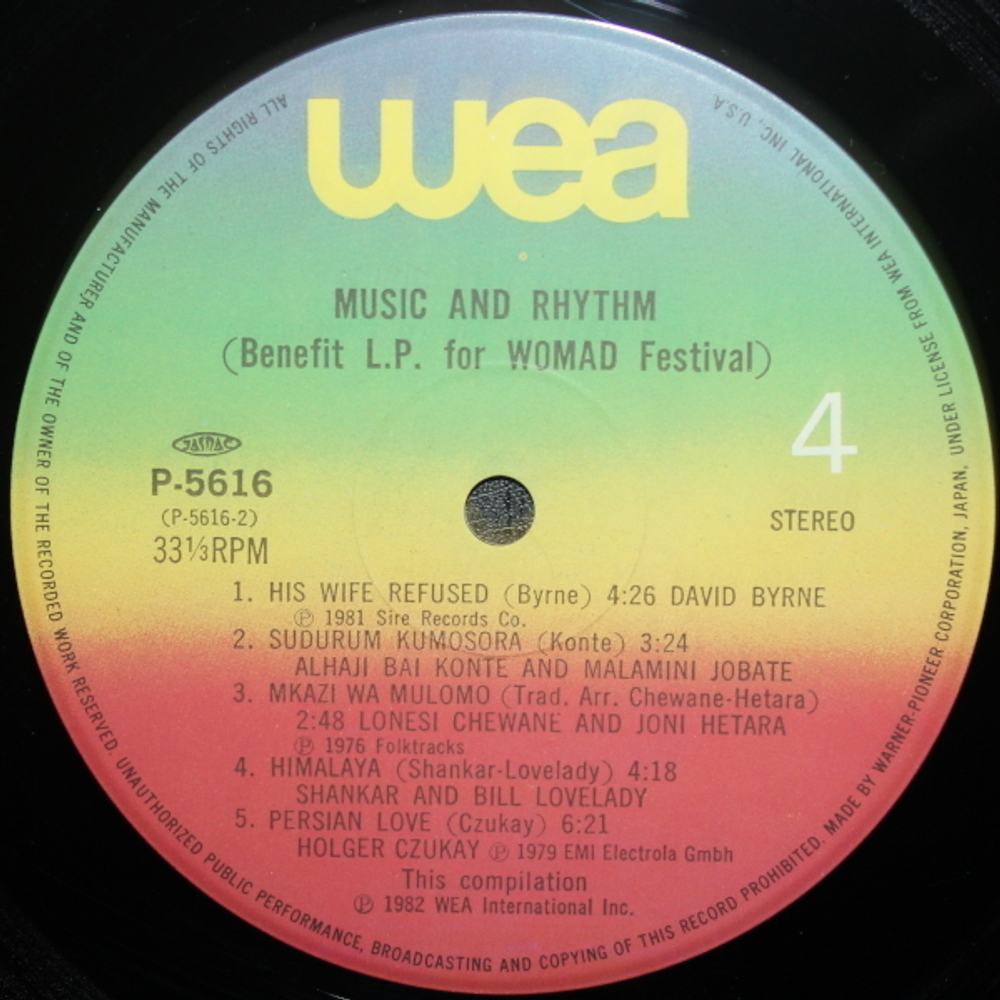 wea
MUSIC AND RHYTHM
(Benefit L.P. for WOMAD Festival)
4
JASRAC
P-5616
(P-5616-2)
33⅓RPM
STEREO
1. HIS WIFE REFUSED (Byrne) 4:26 DAVID BYRNE
Ⓟ 1981 Sire Records Co.
2. SUDURUM KUMOSORA (Konte) 3:24
ALHAJI BAI KONTE AND MALAMINI JOBATE
3. MKAZI WA MULOMO (Trad. Arr. Chewane-Hetara)
2:48 LONESI CHEWANE AND JONI HETARA
Ⓟ 1976 Folktracks
4. HIMALAYA (Shankar-Lovelady) 4:18
SHANKAR AND BILL LOVELADY
5. PERSIAN LOVE (Czukay) 6:21
HOLGER CZUKAY Ⓟ 1979 EMI Electrola Gmbh
This compilation
Ⓟ 1982 WEA International Inc.
ALL RIGHTS OF THE MANUFACTURER AND OF THE OWNER OF THE RECORDED WORK RESERVED. UNAUTHORIZED PUBLIC PERFORMANCE, BROADCASTING AND COPYING OF THIS RECORD PROHIBITED. MADE BY WARNER-PIONEER CORPORATION, JAPAN, UNDER LICENSE FROM WEA INTERNATIONAL INC., U.S.A.